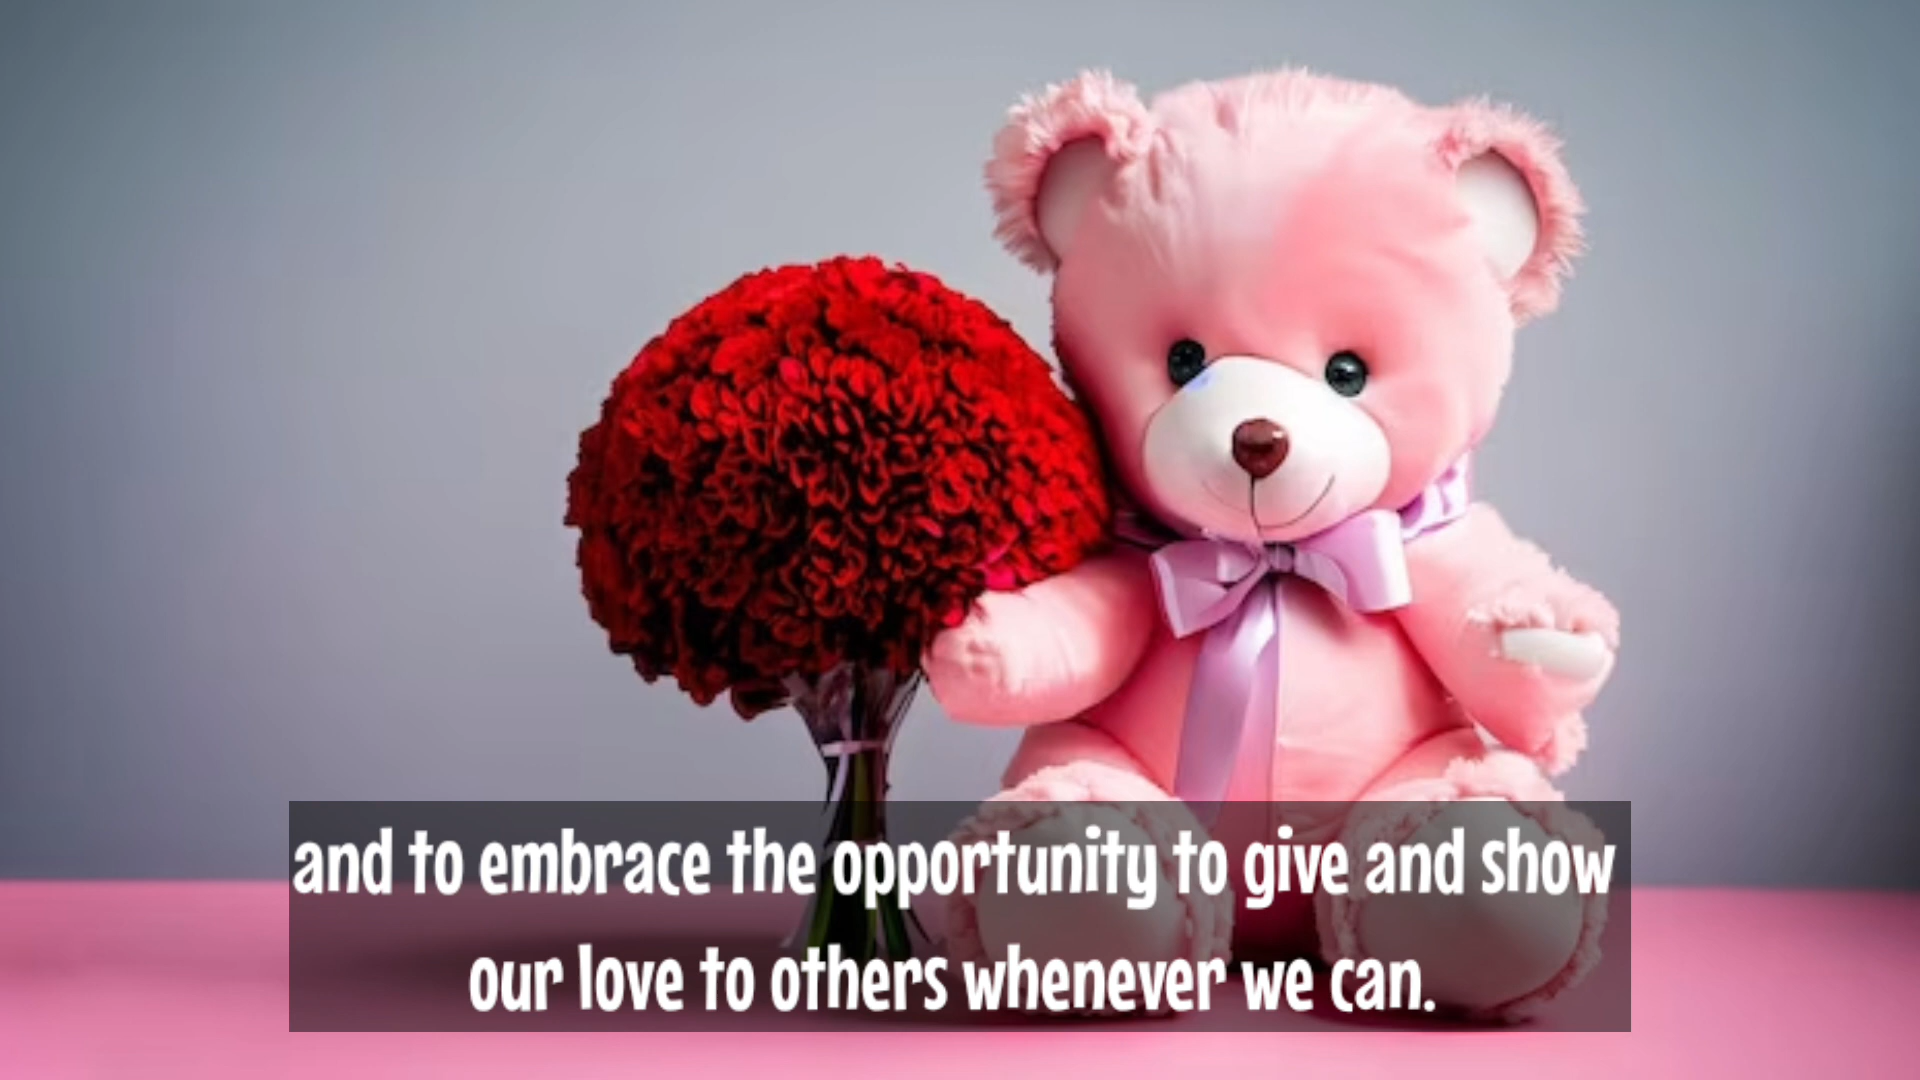 and to embrace the opportunity to give and show
our love to others whenever we can.